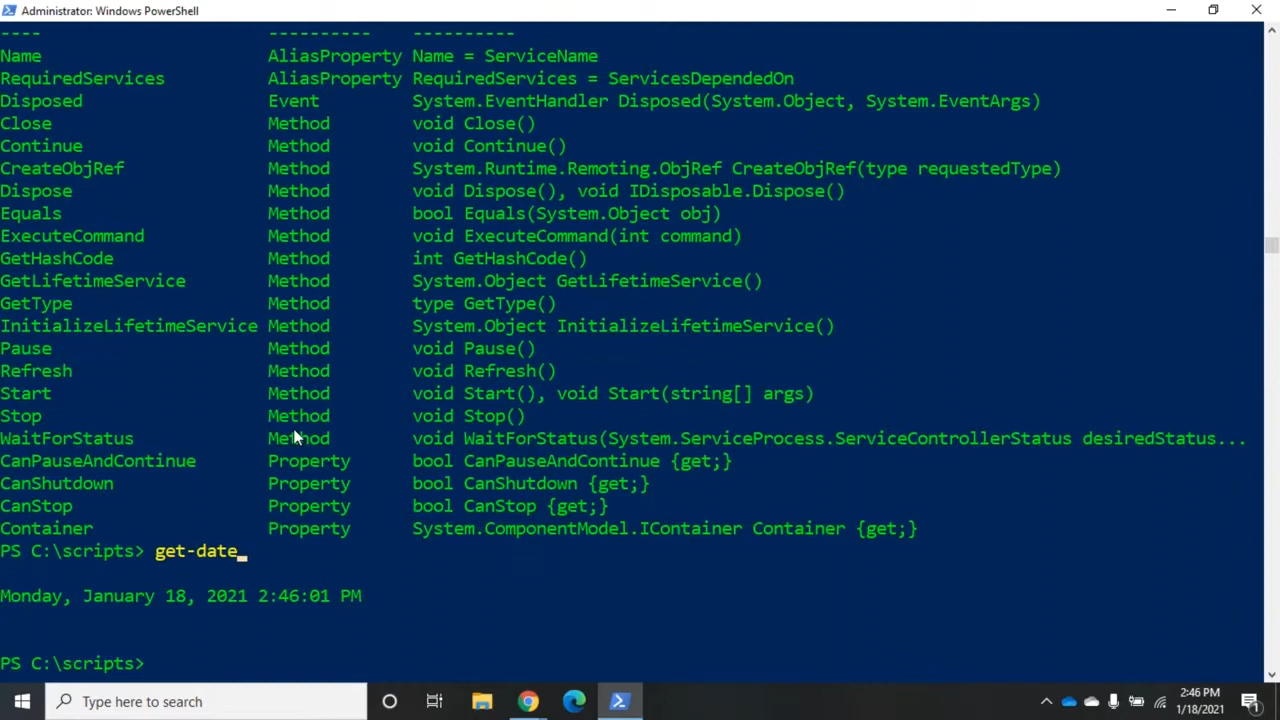 Administrator: Windows PowerShell
---- ---------- ----------
Name AliasProperty Name = ServiceName
RequiredServices AliasProperty RequiredServices = ServicesDependedOn
Disposed Event System.EventHandler Disposed(System.Object, System.EventArgs)
Close Method void Close()
Continue Method void Continue()
CreateObjRef Method System.Runtime.Remoting.ObjRef CreateObjRef(type requestedType)
Dispose Method void Dispose(), void IDisposable.Dispose()
Equals Method bool Equals(System.Object obj)
ExecuteCommand Method void ExecuteCommand(int command)
GetHashCode Method int GetHashCode()
GetLifetimeService Method System.Object GetLifetimeService()
GetType Method type GetType()
InitializeLifetimeService Method System.Object InitializeLifetimeService()
Pause Method void Pause()
Refresh Method void Refresh()
Start Method void Start(), void Start(string[] args)
Stop Method void Stop()
WaitForStatus Method void WaitForStatus(System.ServiceProcess.ServiceControllerStatus desiredStatus...
CanPauseAndContinue Property bool CanPauseAndContinue {get;}
CanShutdown Property bool CanShutdown {get;}
CanStop Property bool CanStop {get;}
Container Property System.ComponentModel.IContainer Container {get;}
PS C:\scripts> get-date
Monday, January 18, 2021 2:46:01 PM
PS C:\scripts>
Type here to search
2:46 PM
1/18/2021
1